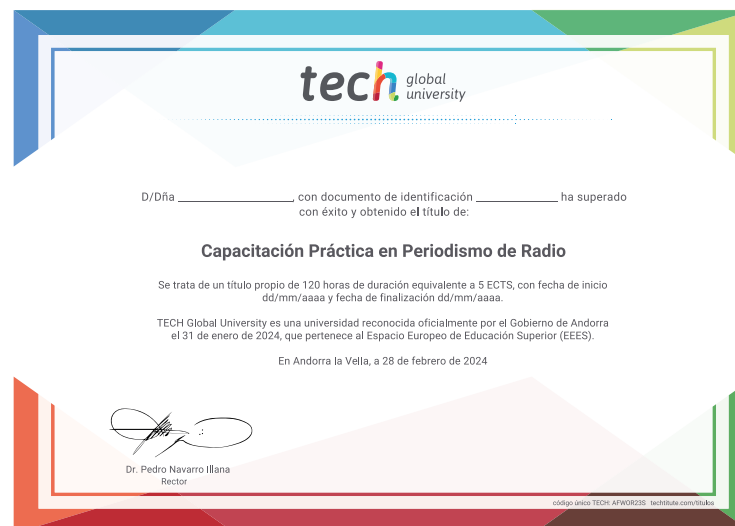 tech global
university
D/Dña ______________, con documento de identificación __________ ha superado
con éxito y obtenido el título de:
Capacitación Práctica en Periodismo de Radio
Se trata de un título propio de 120 horas de duración equivalente a 5 ECTS, con fecha de inicio
dd/mm/aaaa y fecha de finalización dd/mm/aaaa.
TECH Global University es una universidad reconocida oficialmente por el Gobierno de Andorra
el 31 de enero de 2024, que pertenece al Espacio Europeo de Educación Superior (EEES).
En Andorra la Vella, a 28 de febrero de 2024
Dr. Pedro Navarro Illana
Rector
código único TECH: AFWOR23S techtitute.com/titulos